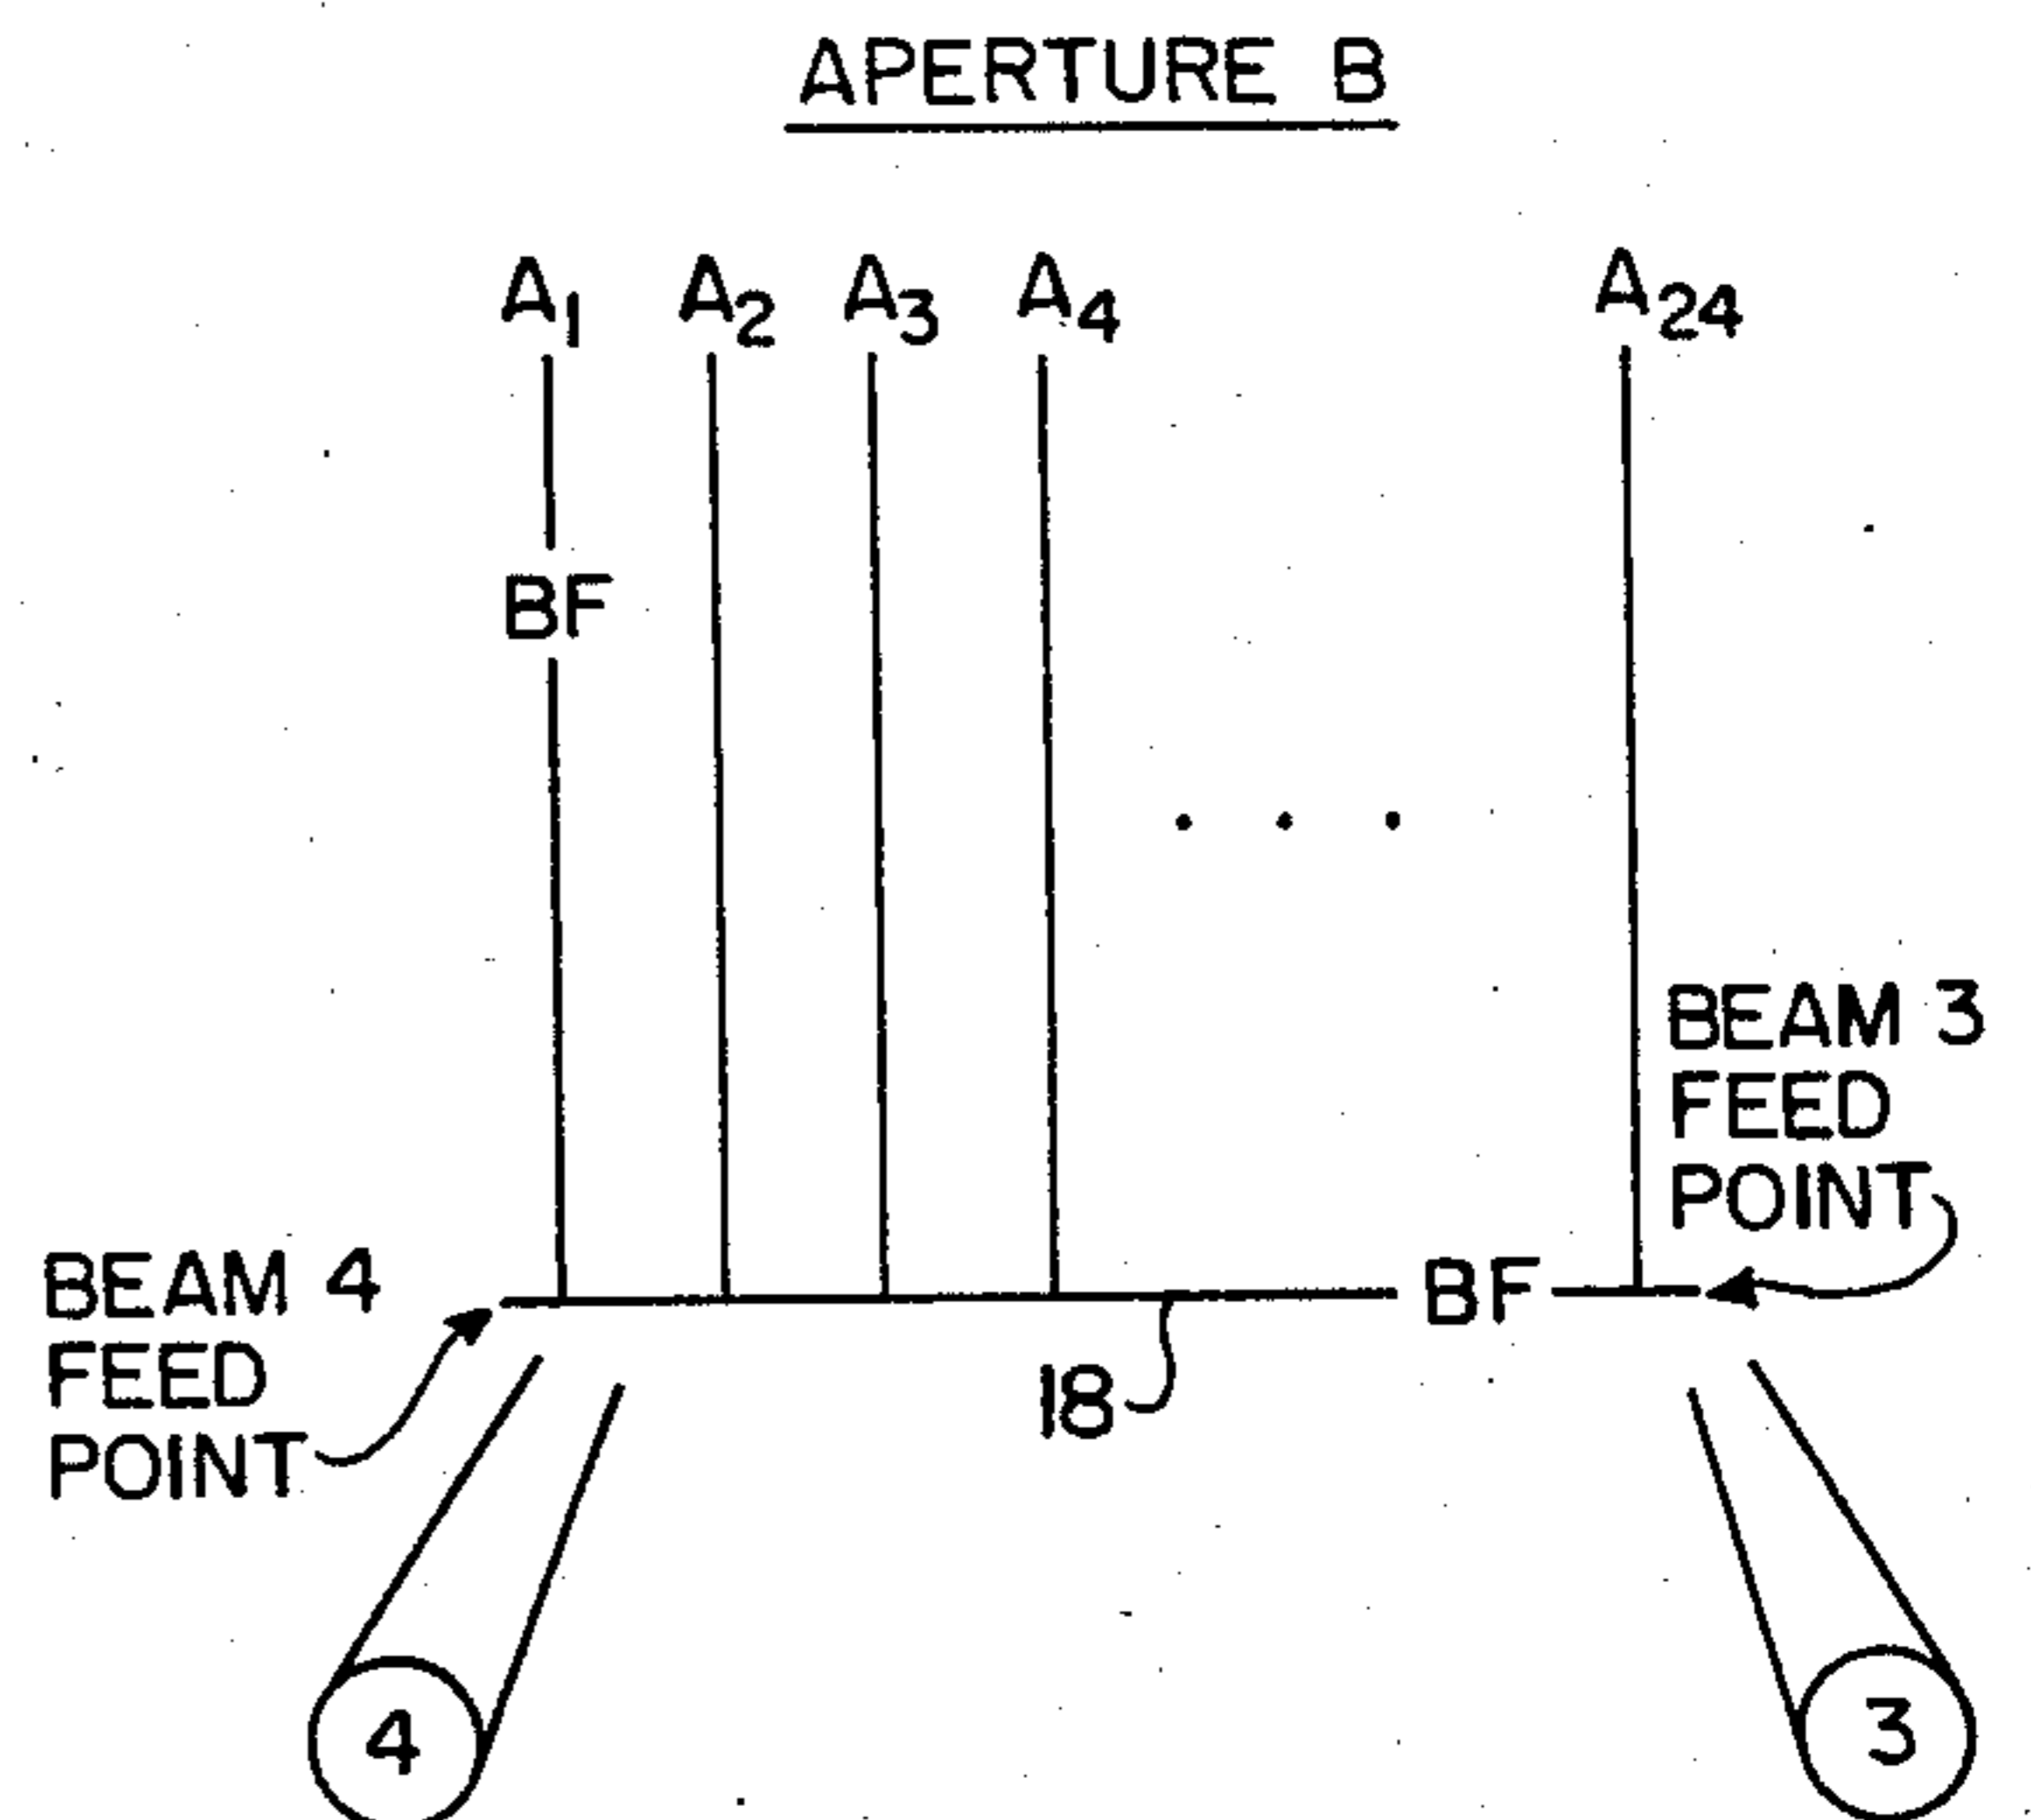 APERTURE B
A1 A2 A3 A4 A24
BF
BEAM 3
FEED
POINT
BEAM 4
FEED
POINT
BF
18
4 3